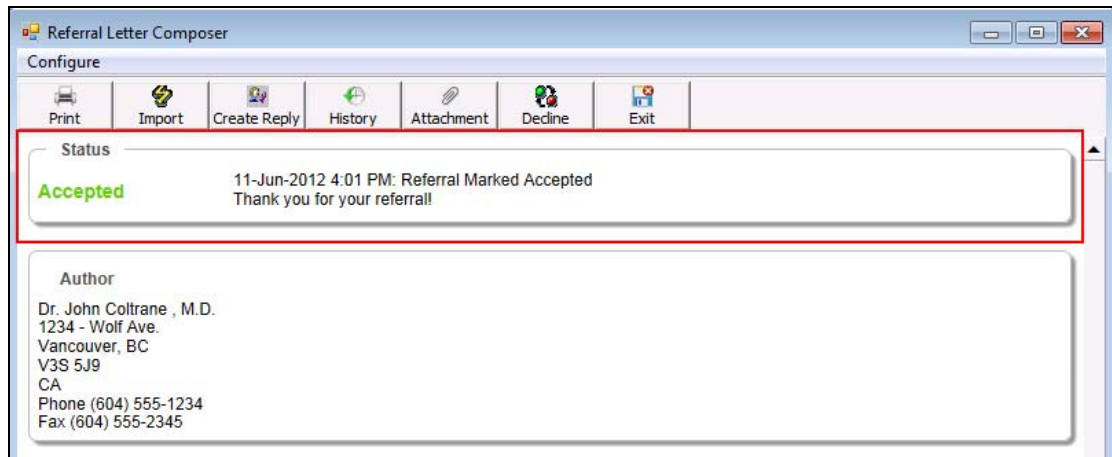 Referral Letter Composer
Configure
Print Import Create Reply History Attachment Decline Exit
Status
Accepted
11-Jun-2012 4:01 PM: Referral Marked Accepted
Thank you for your referral!
Author
Dr. John Coltrane , M.D.
1234 - Wolf Ave.
Vancouver, BC
V3S 5J9
CA
Phone (604) 555-1234
Fax (604) 555-2345